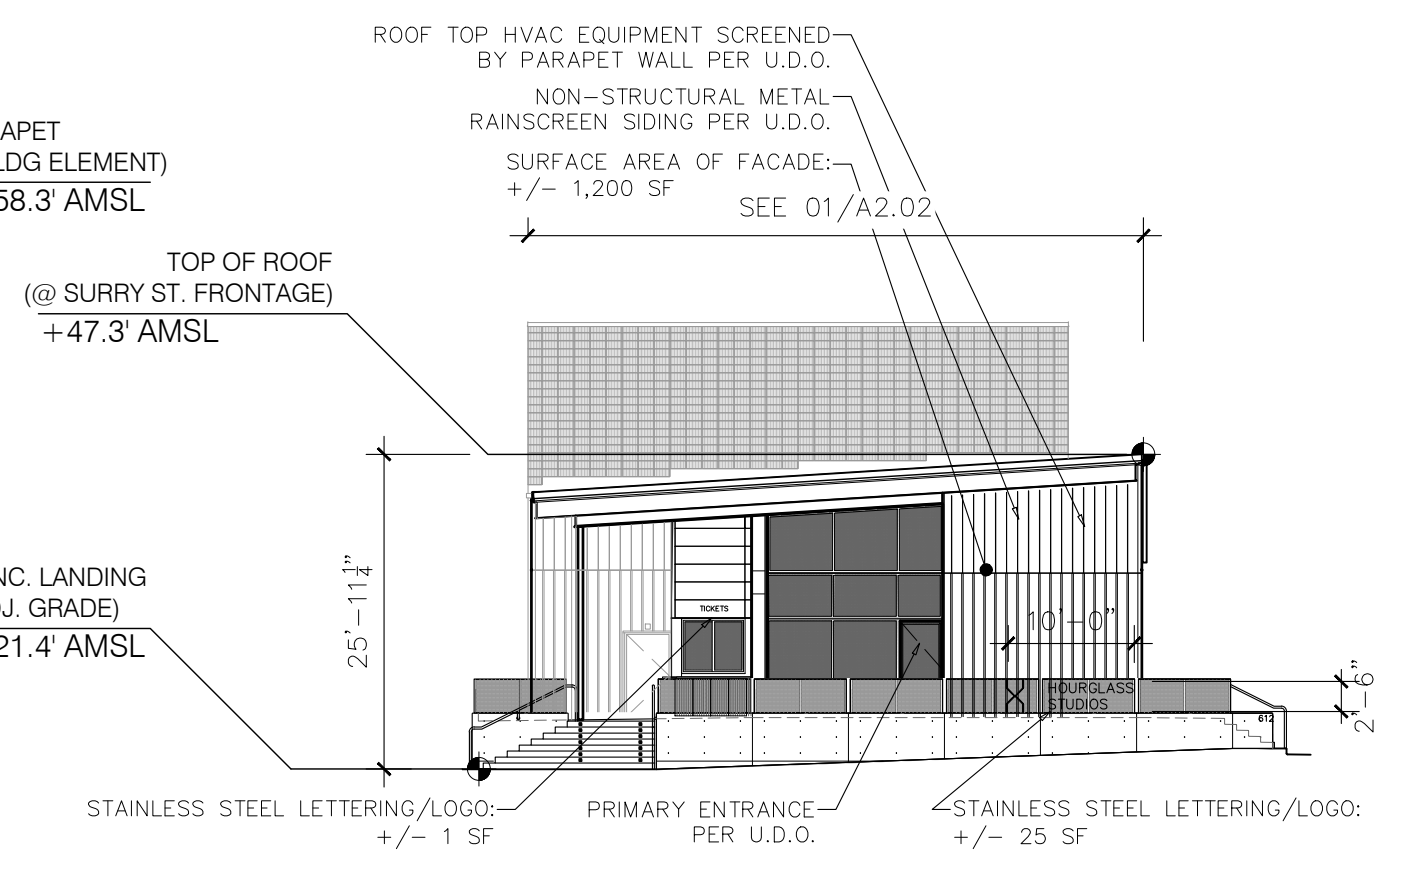 ROOF TOP HVAC EQUIPMENT SCREENED
BY PARAPET WALL PER U.D.O.
NON-STRUCTURAL METAL
RAINSCREEN SIDING PER U.D.O.
SURFACE AREA OF FACADE:
+/- 1,200 SF
SEE 01/A2.02
APET
LDG ELEMENT)
58.3' AMSL
TOP OF ROOF
(@ SURRY ST. FRONTAGE)
+47.3' AMSL
25'-11 1/4"
NC. LANDING
DJ. GRADE)
21.4' AMSL
TICKETS
10'-0"
HOURGLASS
STUDIOS
2'-6"
612
STAINLESS STEEL LETTERING/LOGO:
+/- 1 SF
PRIMARY ENTRANCE
PER U.D.O.
STAINLESS STEEL LETTERING/LOGO:
+/- 25 SF